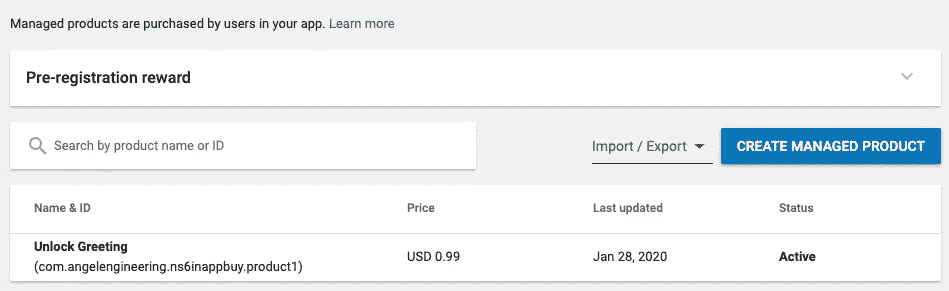 Managed products are purchased by users in your app. Learn more
Pre-registration reward
Search by product name or ID
Import / Export
CREATE MANAGED PRODUCT
Name & ID Price Last updated Status
Unlock Greeting
(com.angelengineering.ns6inappbuy.product1) USD 0.99 Jan 28, 2020 Active